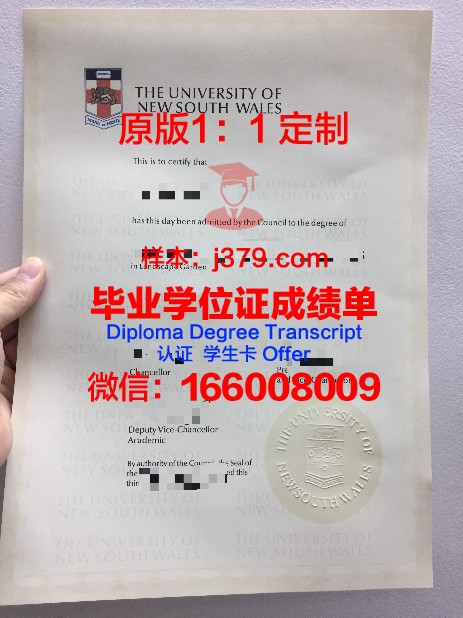 THE UNIVERSITY OF
NEW SOUTH WALES
原版1：1 定制
This is to certify that
has this day been admitted by the Council to the degree of
样本：j379.com
in Landscape Garden
毕业学位证成绩单
Diploma Degree Transcript
认证 学生卡 Offer
Chancellor
微信：166008009
Deputy Vice-Chancellor
Academic
By authority of the Council, the Seal of
the
this
THE UNIVERSITY OF
NEW SOUTH WALES